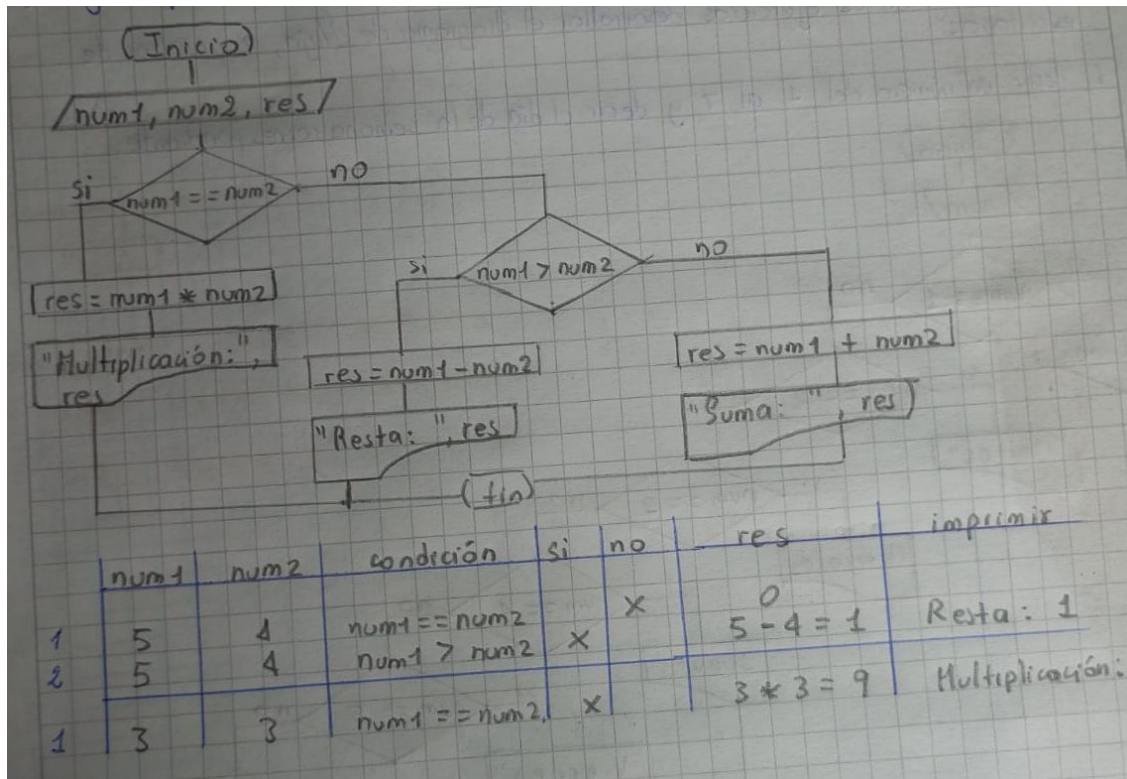 Inicio
num1, num2, res
si
num1 == num2
no
si
num1 > num2
no
res = num1 * num2
"Multiplicación:",
res
res = num1 - num2
"Resta: ", res
res = num1 + num2
"Suma: ", res
fin
num1 num2 condición si no res imprimir
1 5 4 num1 == num2 x 0
2 5 4 num1 > num2 x 5 - 4 = 1 Resta: 1
1 3 3 num1 == num2 x 3 * 3 = 9 Multiplicación: